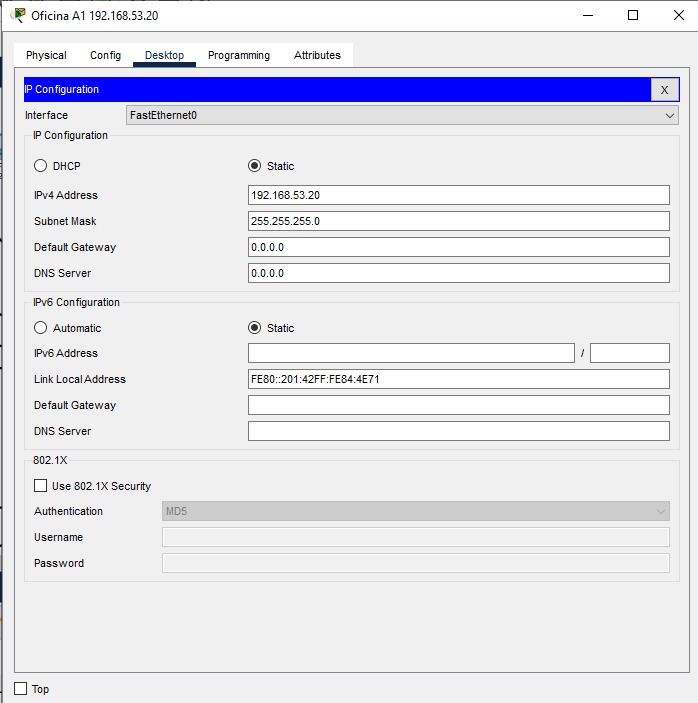 Oficina A1 192.168.53.20
Physical Config Desktop Programming Attributes
IP Configuration X
Interface FastEthernet0
IP Configuration
DHCP Static
IPv4 Address 192.168.53.20
Subnet Mask 255.255.255.0
Default Gateway 0.0.0.0
DNS Server 0.0.0.0
IPv6 Configuration
Automatic Static
IPv6 Address /
Link Local Address FE80::201:42FF:FE84:4E71
Default Gateway
DNS Server
802.1X
Use 802.1X Security
Authentication MD5
Username
Password
Top